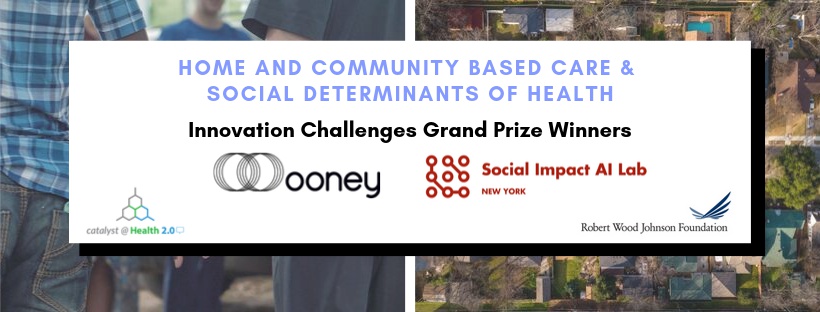 HOME AND COMMUNITY BASED CARE &
SOCIAL DETERMINANTS OF HEALTH
Innovation Challenges Grand Prize Winners
ooney
Social Impact AI Lab
NEW YORK
catalyst @ Health 2.0
Robert Wood Johnson Foundation